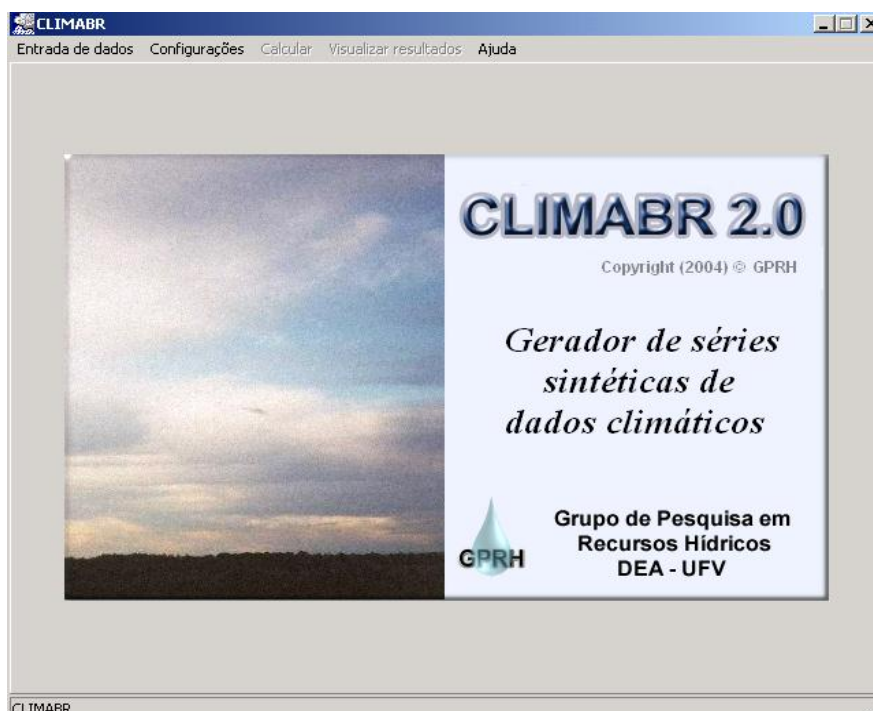 CLIMABR
Entrada de dados Configurações Calcular Visualizar resultados Ajuda
CLIMABR 2.0
Copyright (2004) © GPRH
Gerador de séries
sintéticas de
dados climáticos
GPRH
Grupo de Pesquisa em
Recursos Hídricos
DEA - UFV
CLIMABR